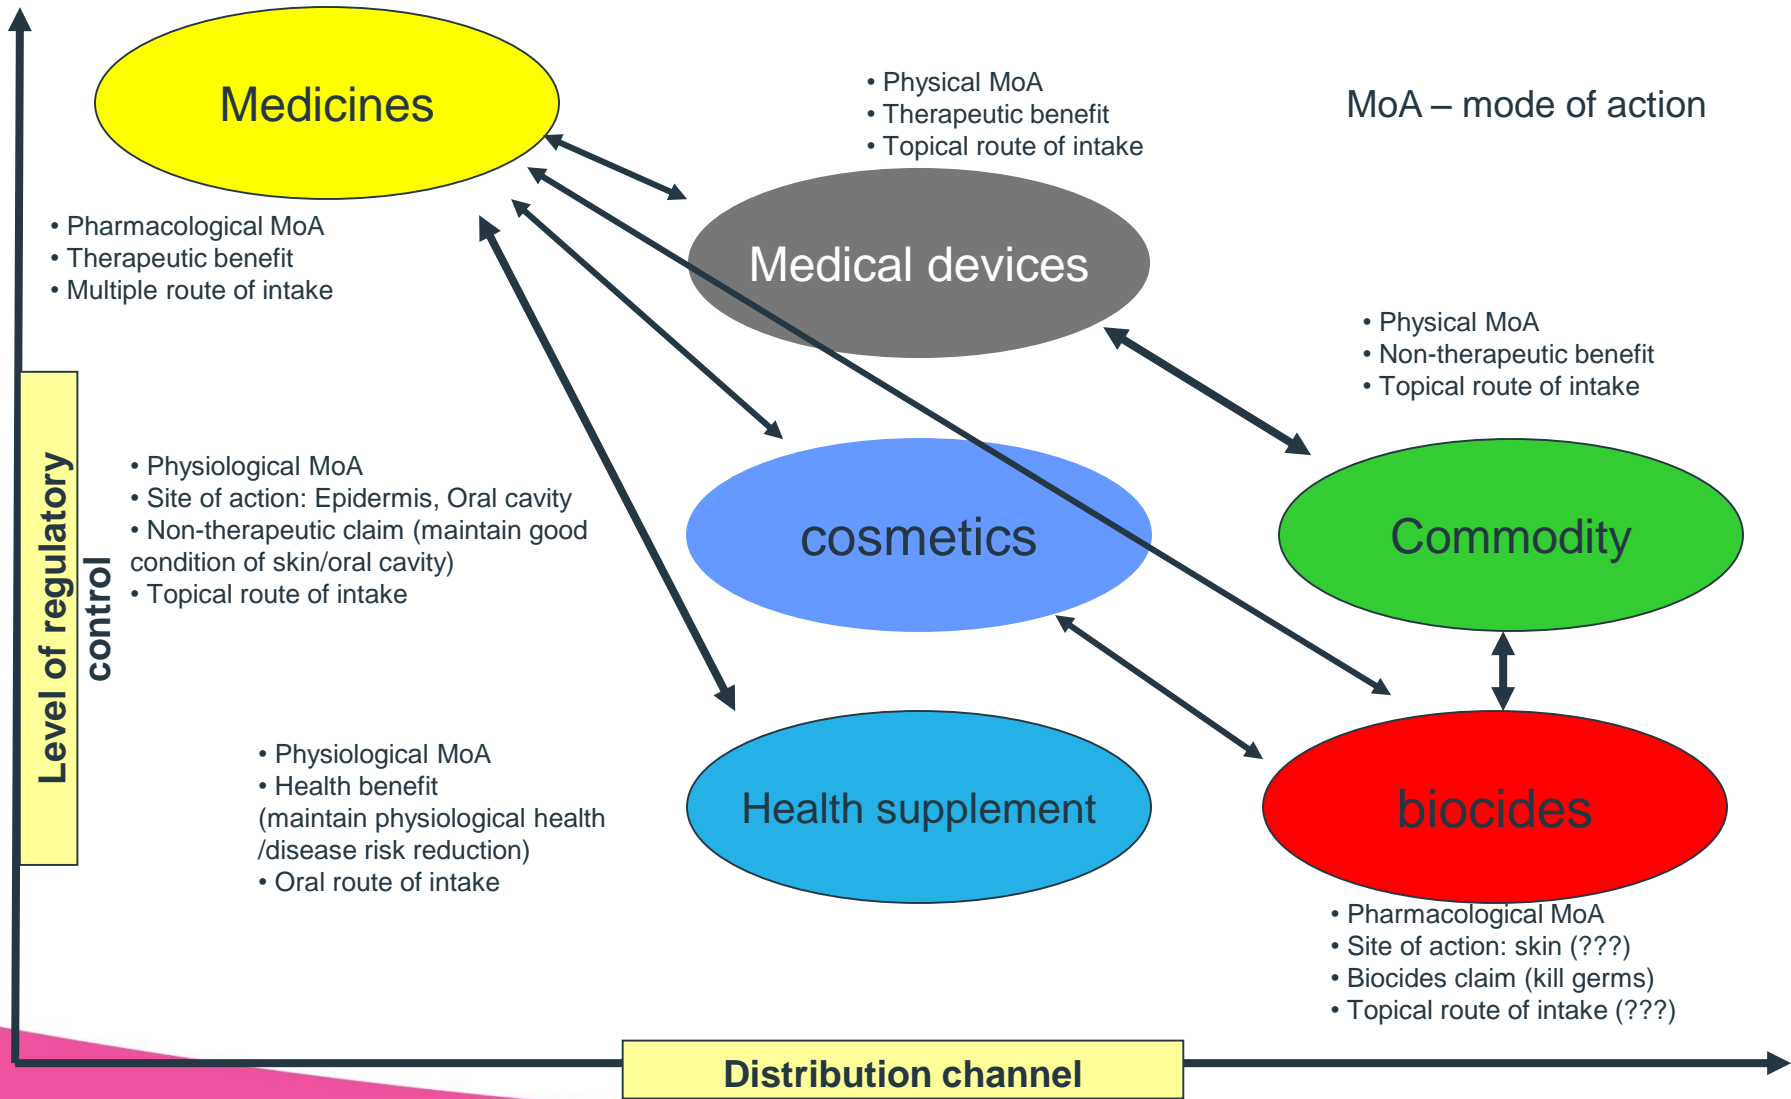 Medicines
• Physical MoA
• Therapeutic benefit
• Topical route of intake
MoA – mode of action
• Pharmacological MoA
• Therapeutic benefit
• Multiple route of intake
Medical devices
• Physical MoA
• Non-therapeutic benefit
• Topical route of intake
Level of regulatory
control
• Physiological MoA
• Site of action: Epidermis, Oral cavity
• Non-therapeutic claim (maintain good
condition of skin/oral cavity)
• Topical route of intake
cosmetics
Commodity
• Physiological MoA
• Health benefit
(maintain physiological health
/disease risk reduction)
• Oral route of intake
Health supplement
biocides
• Pharmacological MoA
• Site of action: skin (???)
• Biocides claim (kill germs)
• Topical route of intake (???)
Distribution channel